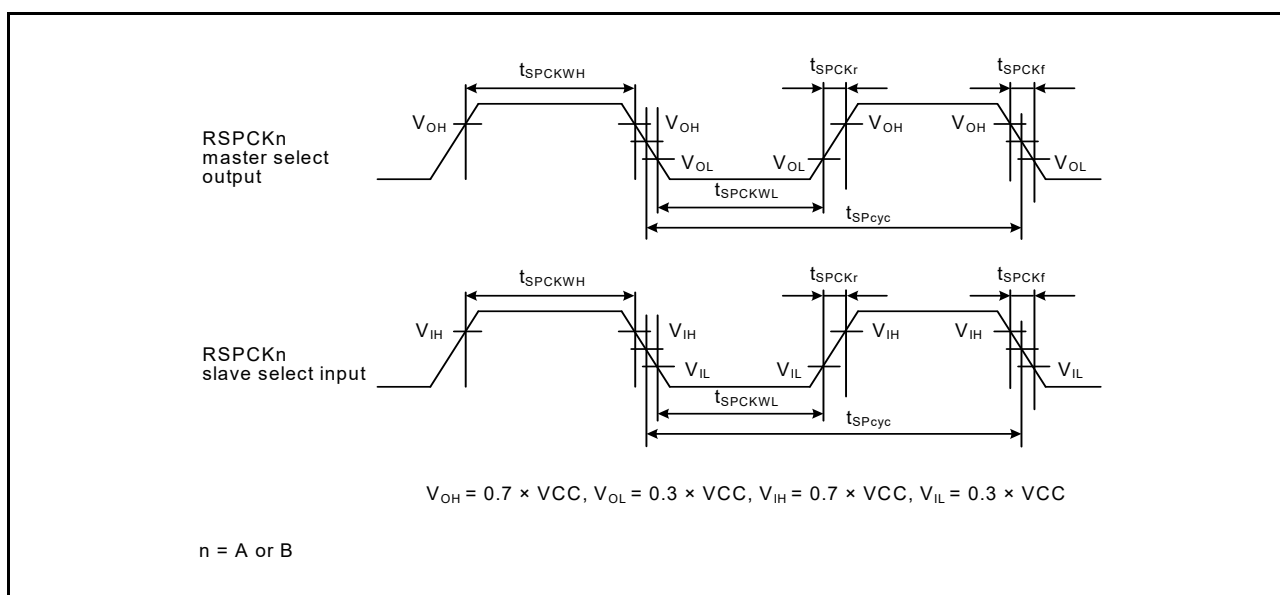 tSPCKWH tSPCKr tSPCKf
VOH VOH VOH VOH
RSPCKn
master select
output
VOL VOL VOL
tSPCKWL
tSPcyc
tSPCKWH tSPCKr tSPCKf
VIH VIH VIH VIH
RSPCKn
slave select input
VIL VIL VIL
tSPCKWL
tSPcyc
VOH = 0.7 × VCC, VOL = 0.3 × VCC, VIH = 0.7 × VCC, VIL = 0.3 × VCC
n = A or B